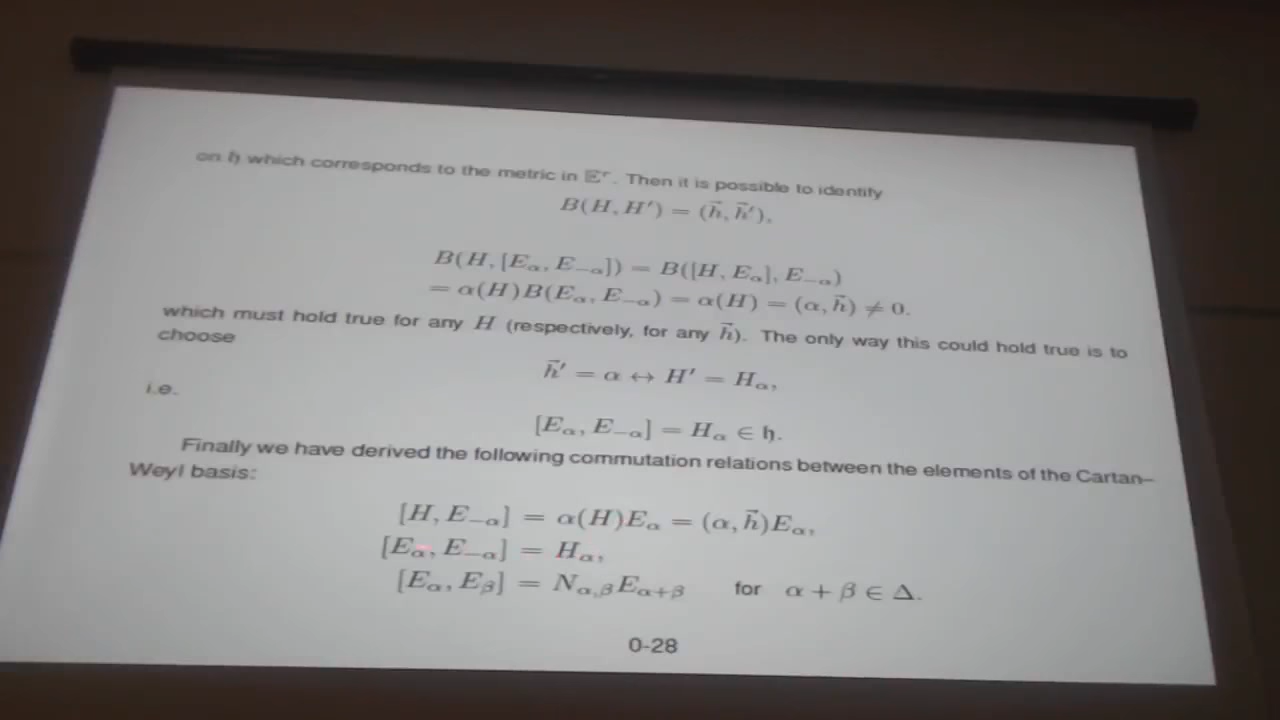 on 𝔥 which corresponds to the metric in 𝔼ʳ. Then it is possible to identify
B(H, H′) = (h⃗, h⃗′),
B(H, [E_α, E_{−α}]) = B([H, E_α], E_{−α})
= α(H)B(E_α, E_{−α}) = α(H) = (α, h⃗) ≠ 0.
which must hold true for any H (respectively, for any h⃗). The only way this could hold true is to
choose
h⃗′ = α ↔ H′ = H_α,
i.e.
[E_α, E_{−α}] = H_α ∈ 𝔥.
Finally we have derived the following commutation relations between the elements of the Cartan–
Weyl basis:
[H, E_{−α}] = α(H)E_α = (α, h⃗)E_α,
[E_α, E_{−α}] = H_α,
[E_α, E_β] = N_{α,β}E_{α+β} for α + β ∈ Δ.
0-28